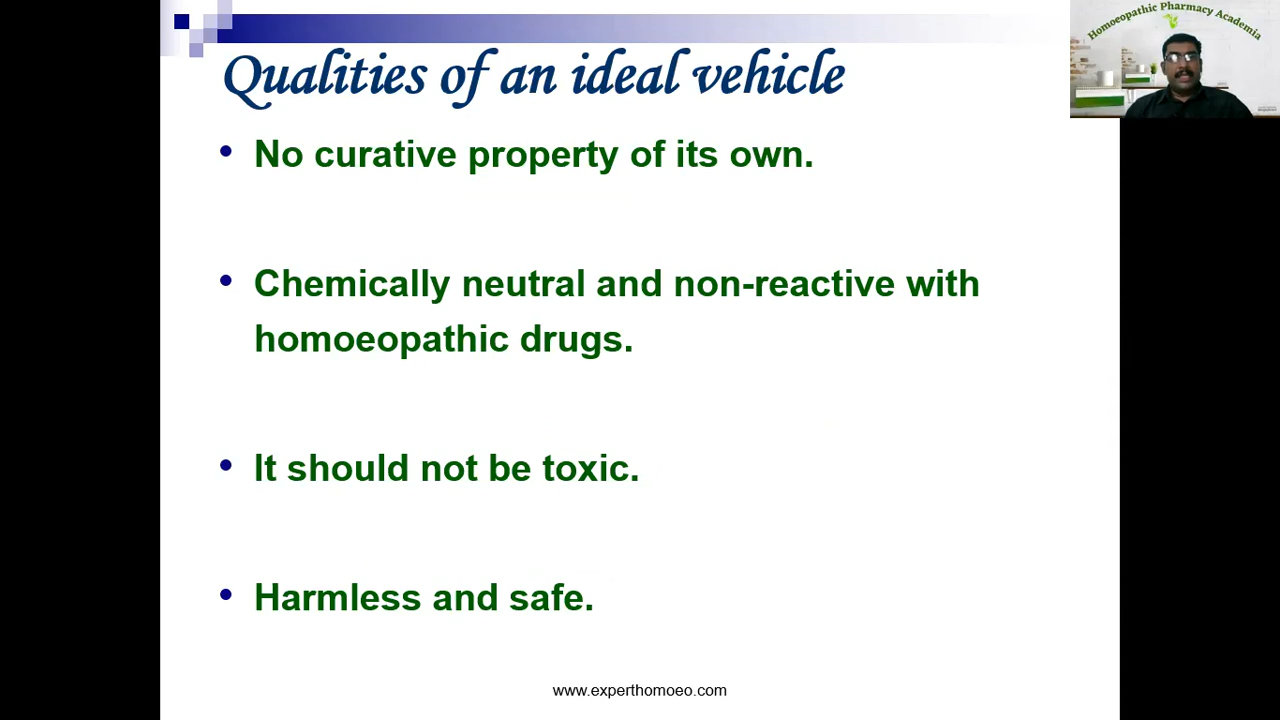 Homoeopathic Pharmacy Academia
Qualities of an ideal vehicle
• No curative property of its own.
• Chemically neutral and non-reactive with
homoeopathic drugs.
• It should not be toxic.
• Harmless and safe.
www.experthomoeo.com